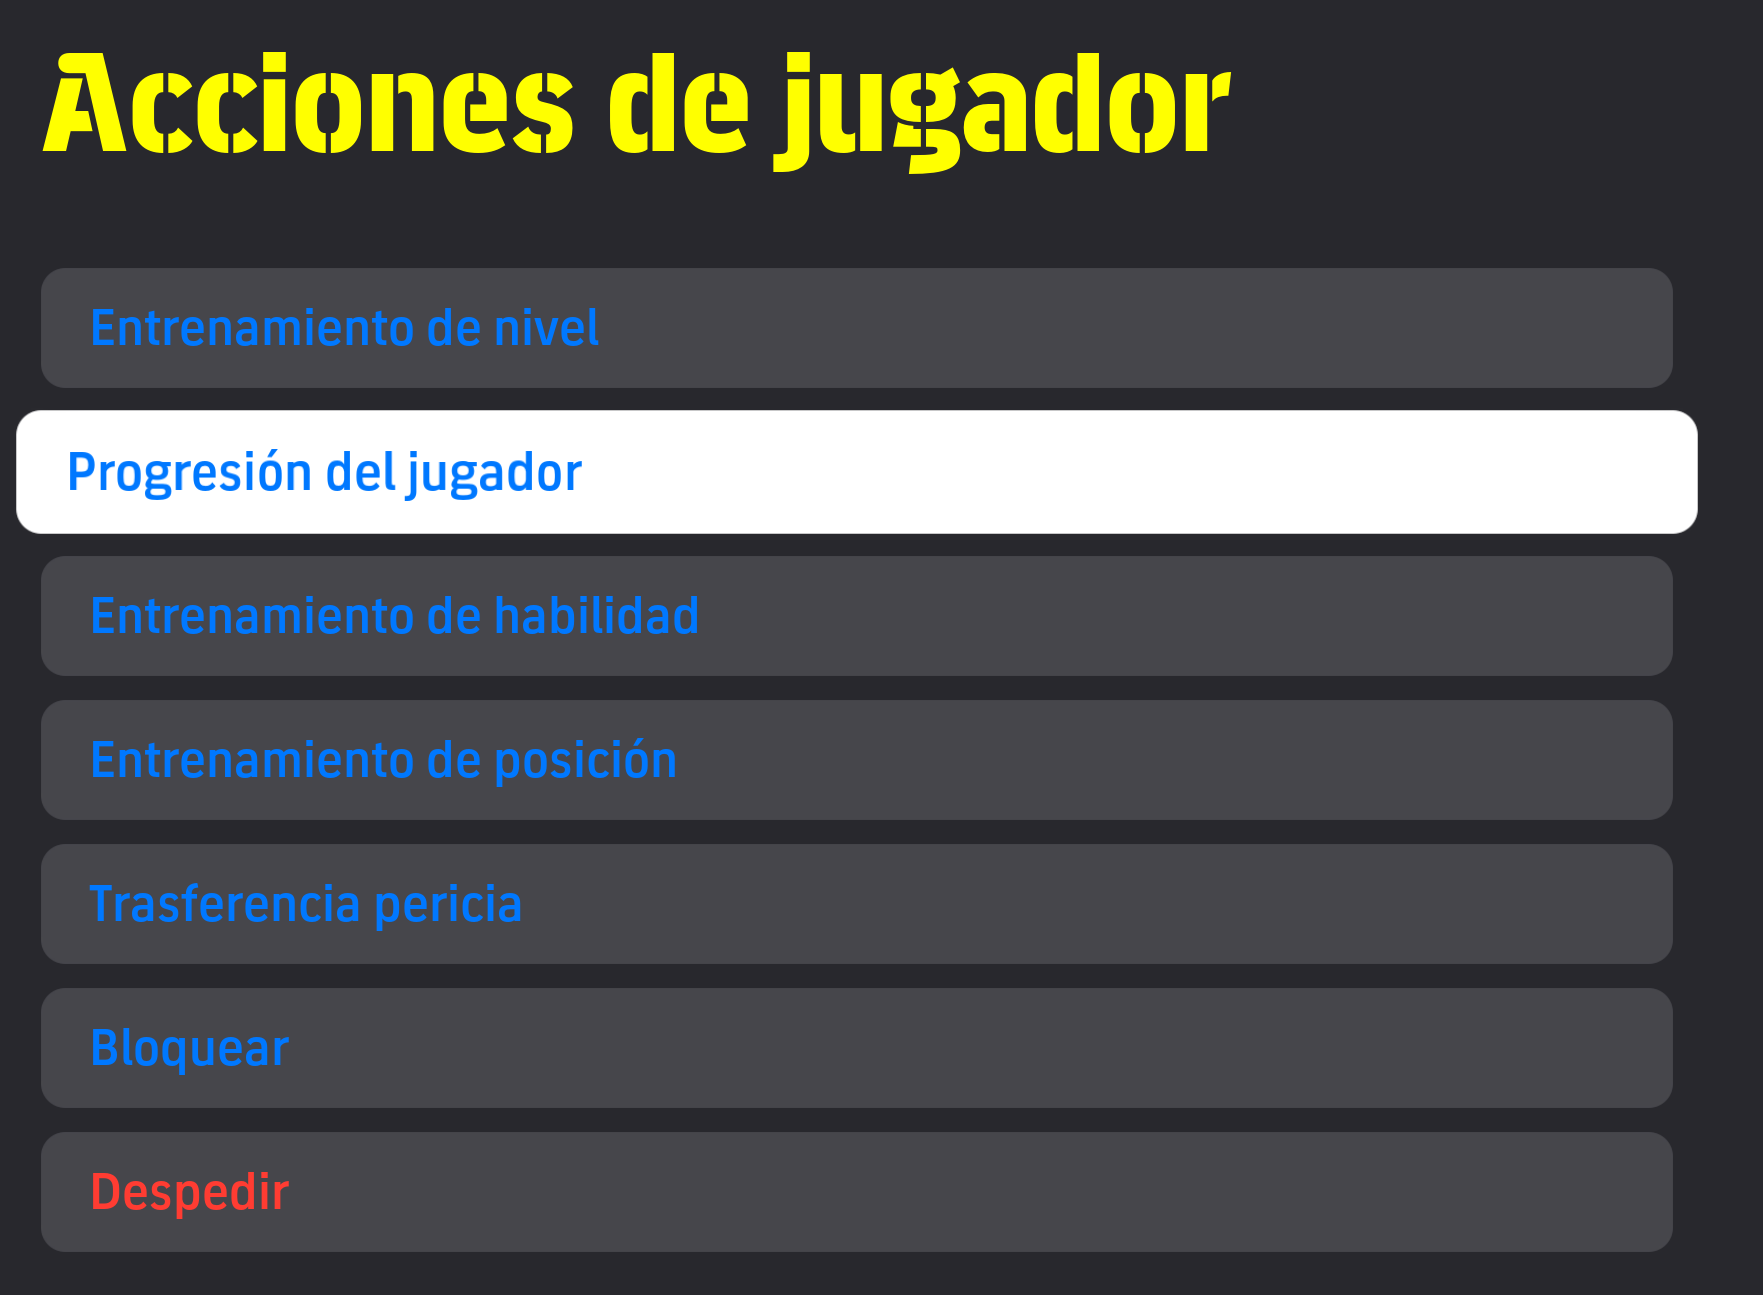 Acciones de jugador
Entrenamiento de nivel
Progresión del jugador
Entrenamiento de habilidad
Entrenamiento de posición
Trasferencia pericia
Bloquear
Despedir